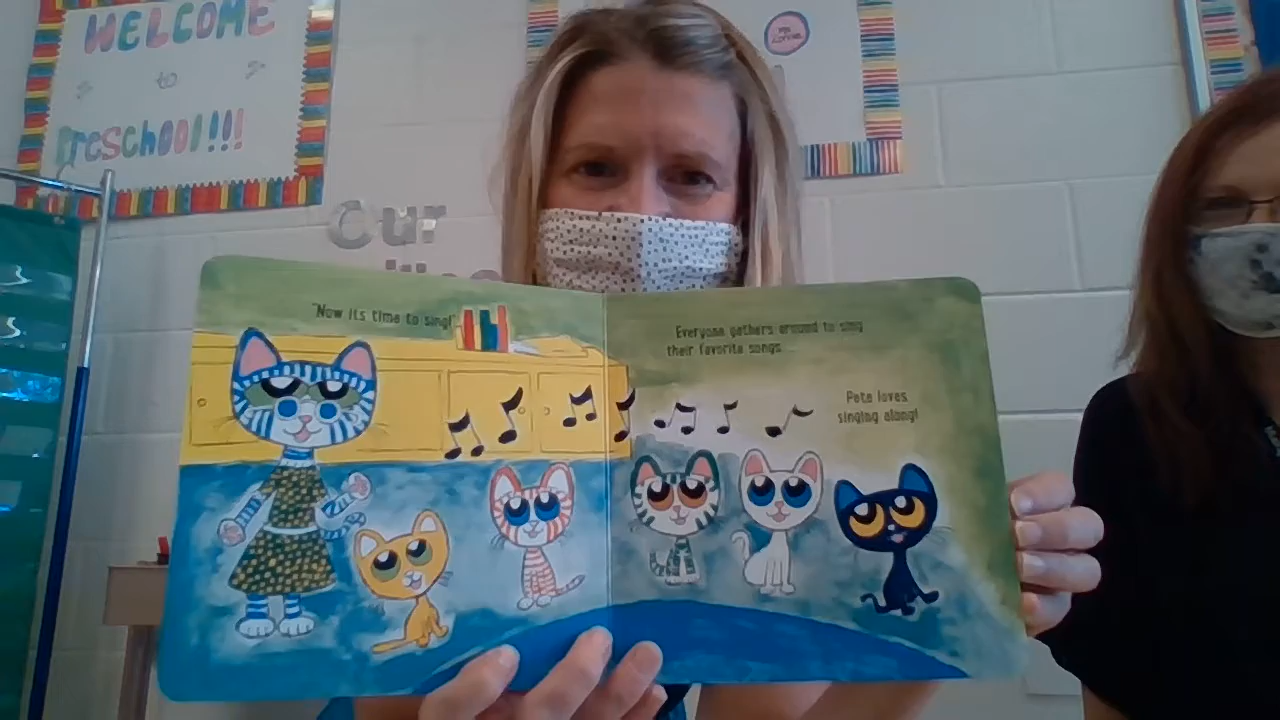 WELCOME
to
Preschool!!!
Our
"Now its time to sing!"
Everyone gathers around to sing
their favorite songs.
Pete loves
singing along!